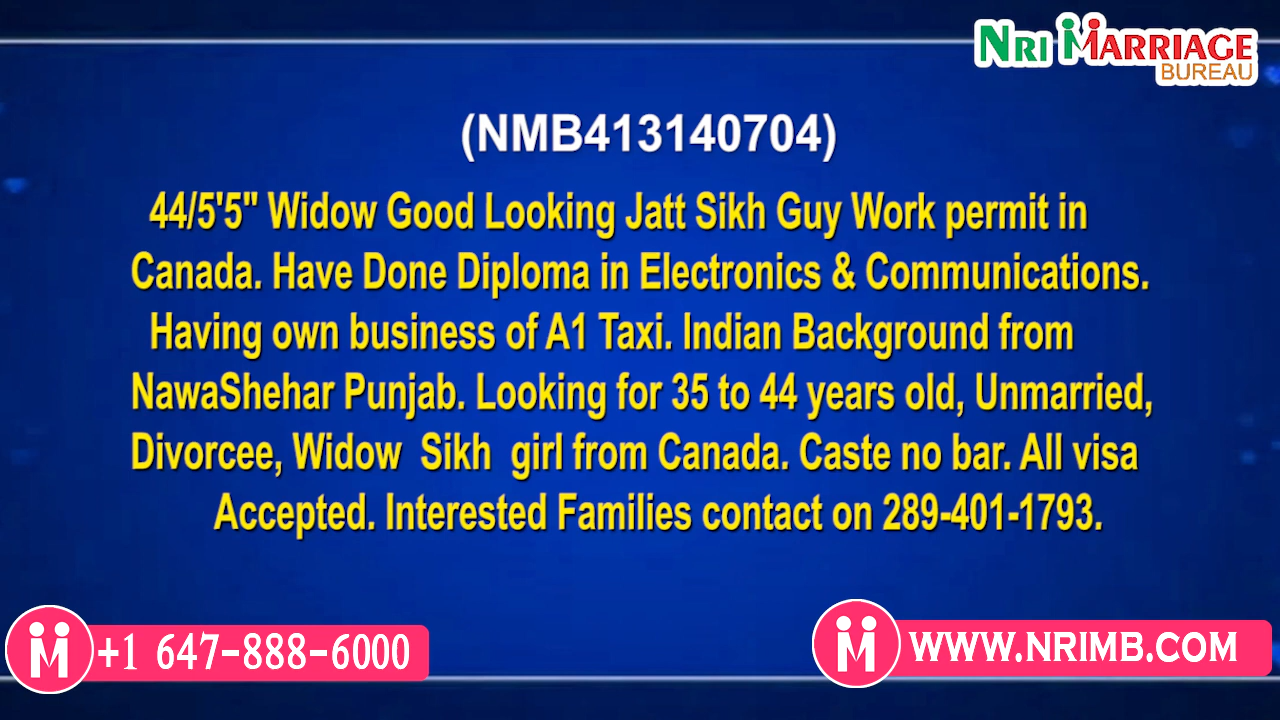 NRI MARRIAGE
BUREAU
(NMB413140704)
44/5'5" Widow Good Looking Jatt Sikh Guy Work permit in
Canada. Have Done Diploma in Electronics & Communications.
Having own business of A1 Taxi. Indian Background from
NawaShehar Punjab. Looking for 35 to 44 years old, Unmarried,
Divorcee, Widow Sikh girl from Canada. Caste no bar. All visa
Accepted. Interested Families contact on 289-401-1793.
+1 647-888-6000
WWW.NRIMB.COM